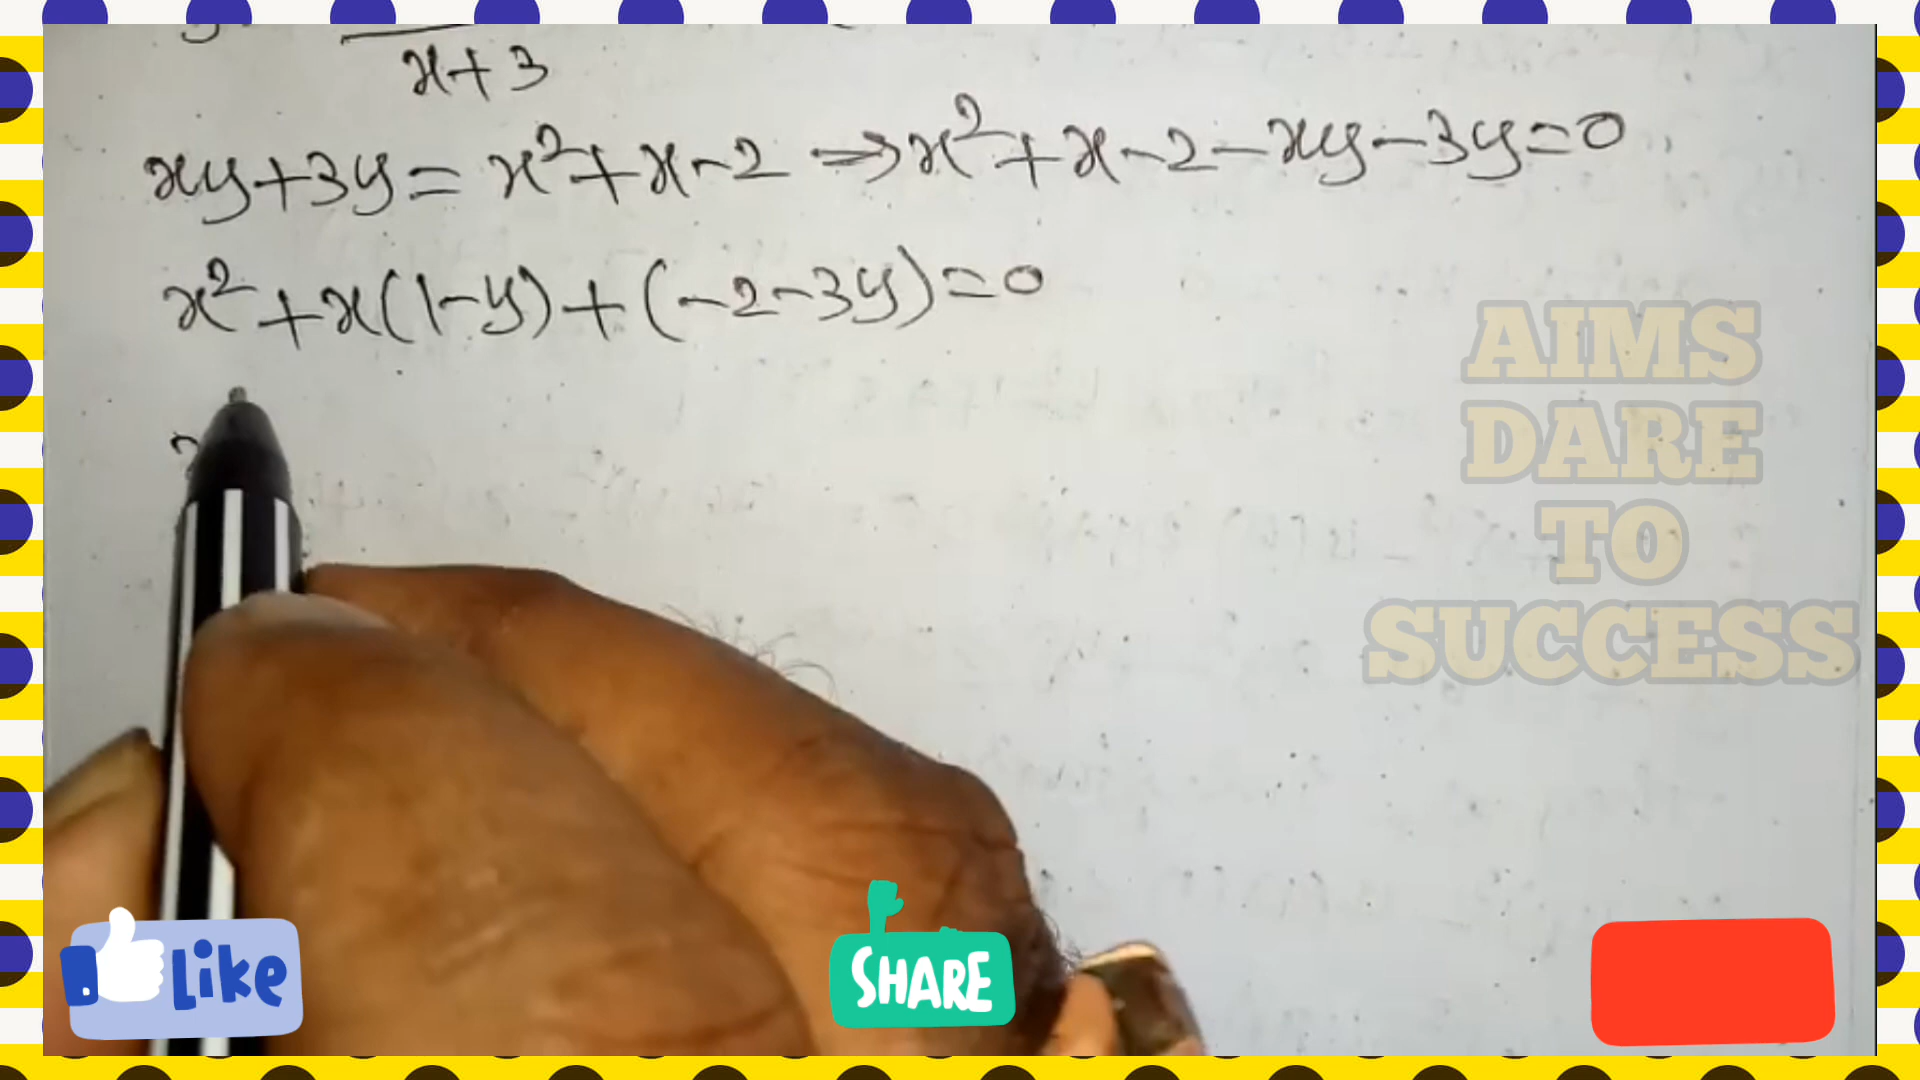 x+3
xy+3y=x²+x-2 ⇒ x²+x-2-xy-3y=0
x²+x(1-y)+(-2-3y)=0
AIMS
DARE
TO
SUCCESS
Like
SHARE